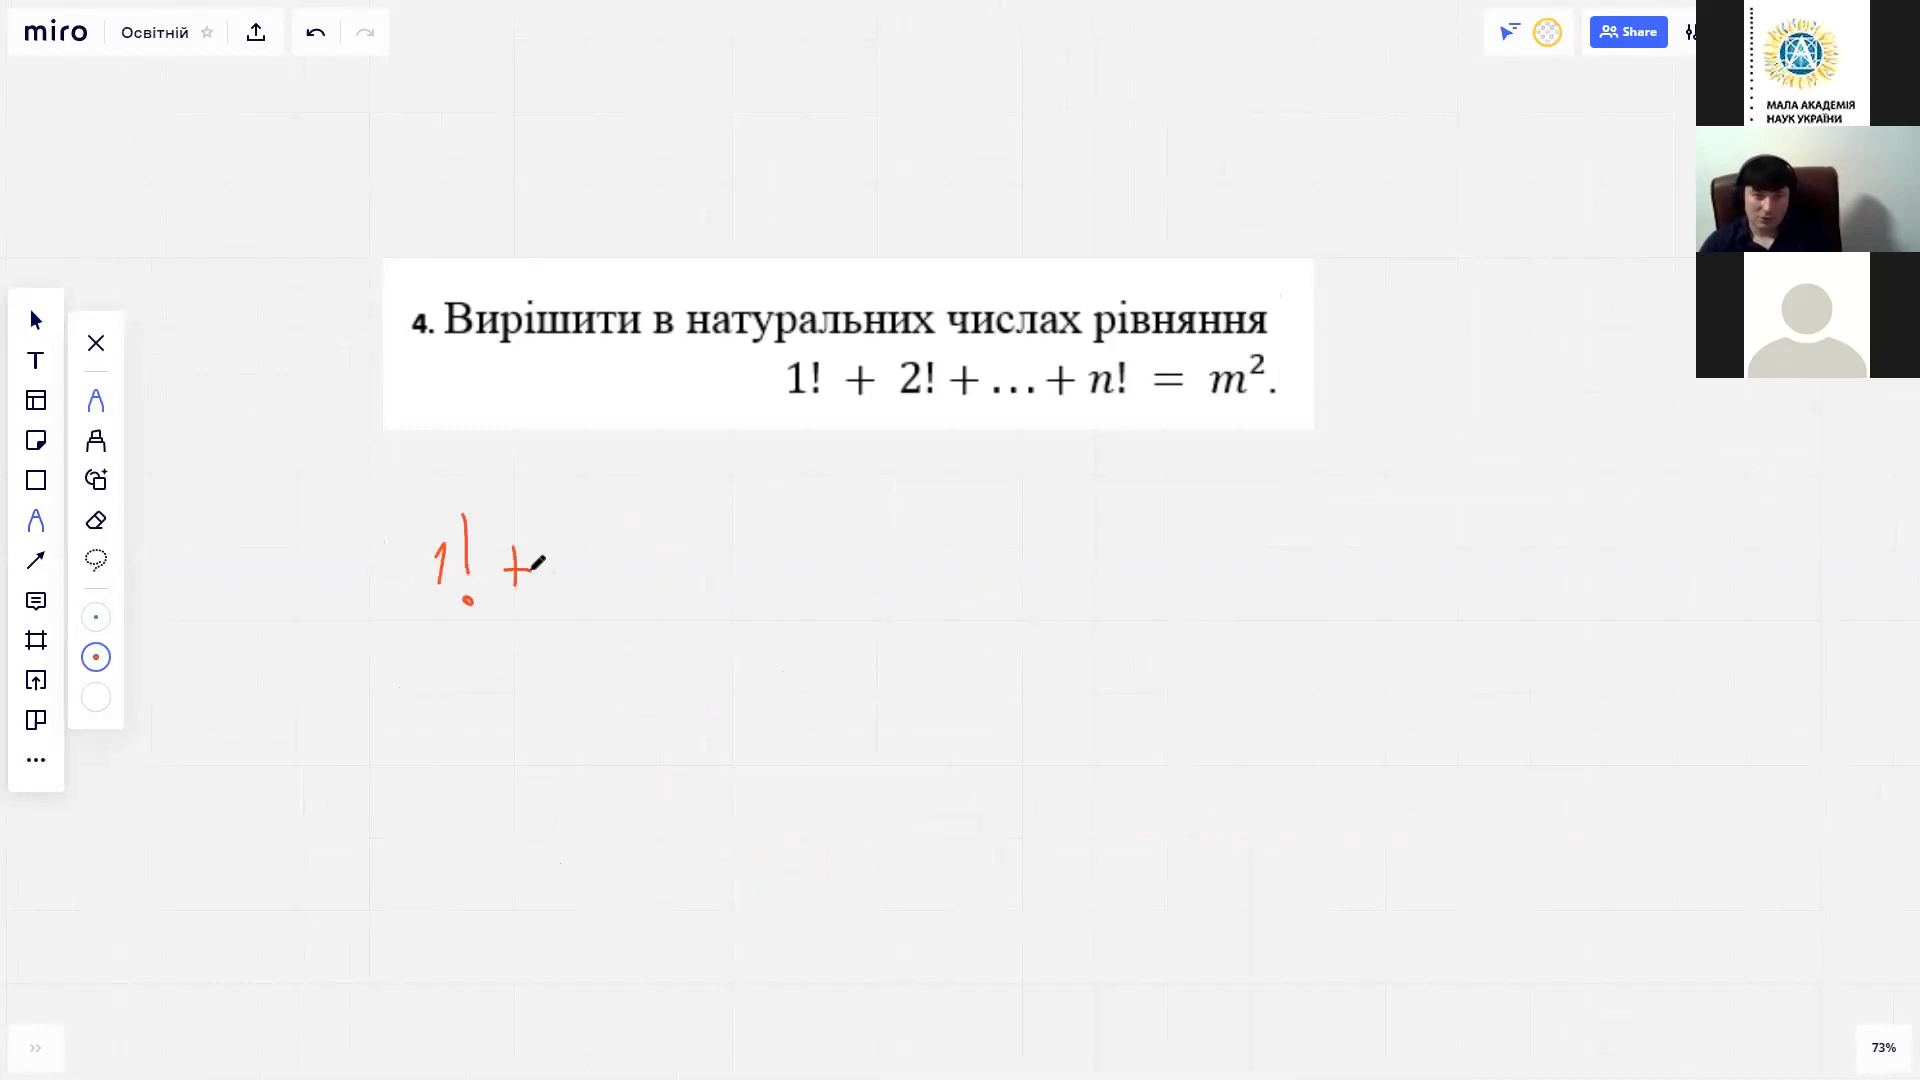 miro
Освітній
Share
МАЛА АКАДЕМІЯ
НАУК УКРАЇНИ
4. Вирішити в натуральних числах рівняння
1! + 2! + ... + n! = m².
1! +
73%